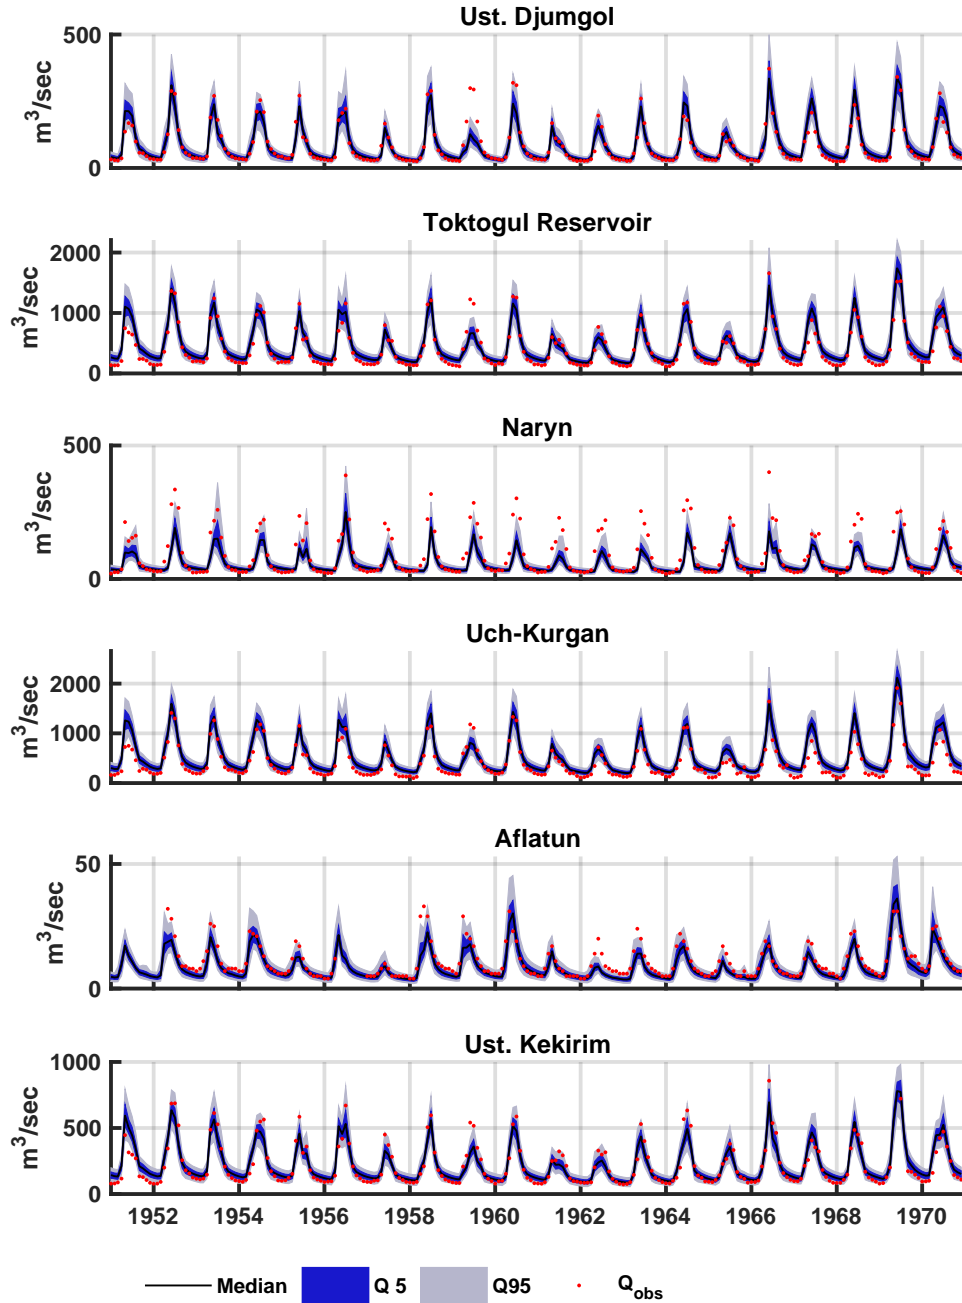 Ust. Djumgol
500
0
m³/sec
Toktogul Reservoir
2000
1000
0
m³/sec
Naryn
500
0
m³/sec
Uch-Kurgan
2000
1000
0
m³/sec
Aflatun
50
0
m³/sec
Ust. Kekirim
1000
500
0
m³/sec
1952 1954 1956 1958 1960 1962 1964 1966 1968 1970
Median Q 5 Q95 Qobs